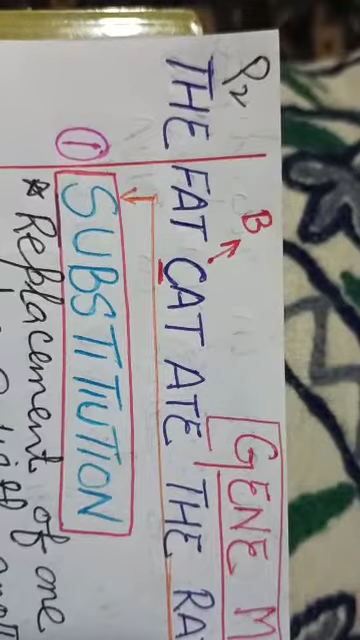 GENE M
B
THE FAT CAT ATE THE RA
① SUBSTITUTION
* Replacement of one